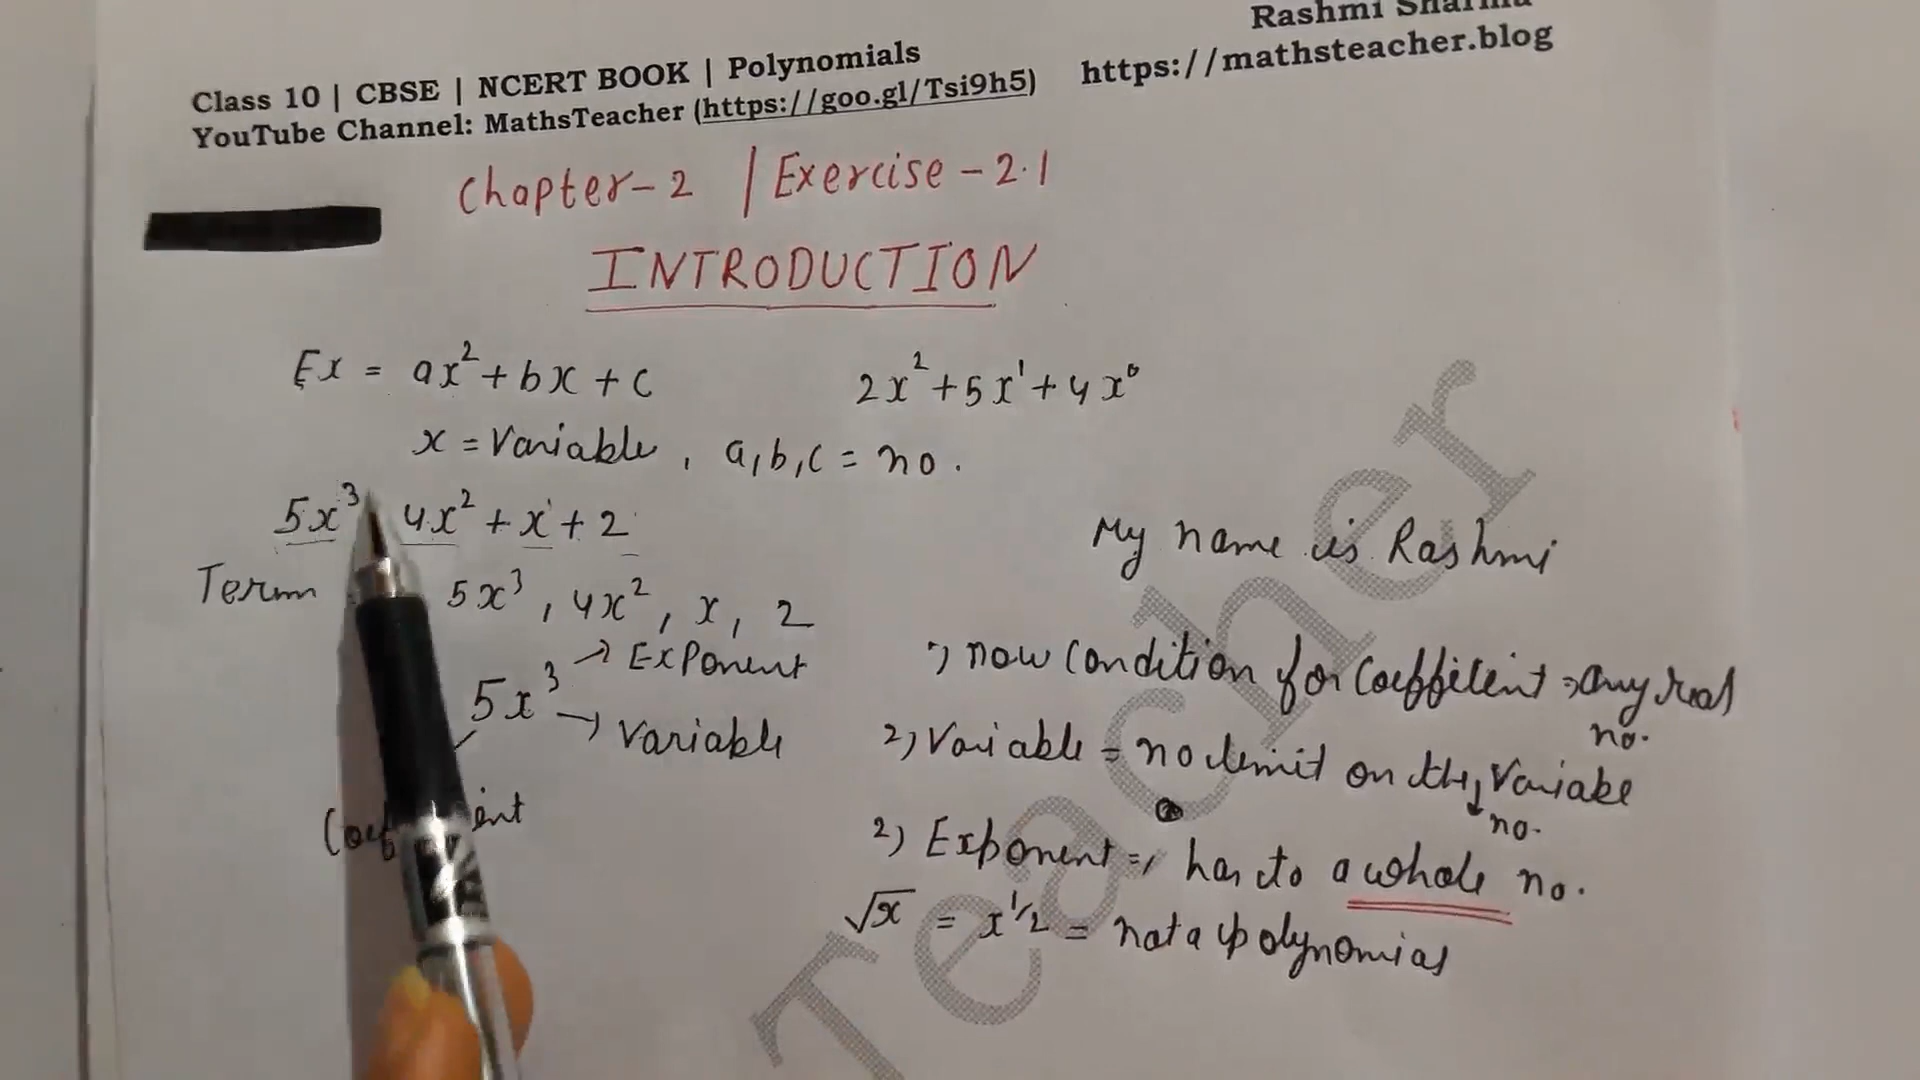 Rashmi Sharma
Class 10 | CBSE | NCERT BOOK | Polynomials
https://mathsteacher.blog
YouTube Channel: MathsTeacher (https://goo.gl/Tsi9h5)
Chapter-2 | Exercise-2.1
INTRODUCTION
Ex = ax² + bx + c
2x² + 5x¹ + 4x⁰
x = Variable, a,b,c = no.
5x³ 4x² + x + 2
My name is Rashmi
Term 5x³, 4x², x, 2
→ Exponent
5x³ → Variable
now condition for Coefficient → any real no.
2) Variable = no limit on the Variable
→ no.
2) Exponent = has to a whole no.
√x = x^1/2 = not a polynomial
Teacher